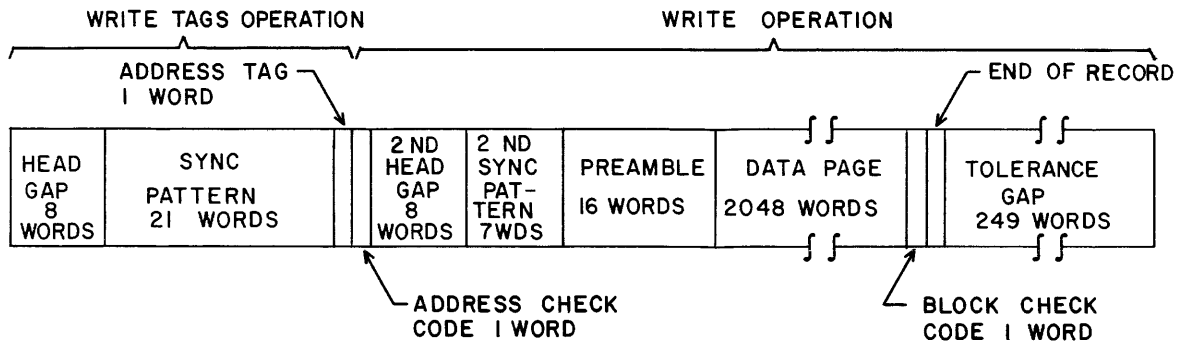 WRITE TAGS OPERATION
WRITE OPERATION
ADDRESS TAG
1 WORD
END OF RECORD
HEAD
GAP
8
WORDS
SYNC
PATTERN
21 WORDS
2ND
HEAD
GAP
8
WORDS
2 ND
SYNC
PAT-
TERN
7WDS
PREAMBLE
16 WORDS
DATA PAGE
2048 WORDS
TOLERANCE
GAP
249 WORDS
ADDRESS CHECK
CODE 1 WORD
BLOCK CHECK
CODE 1 WORD